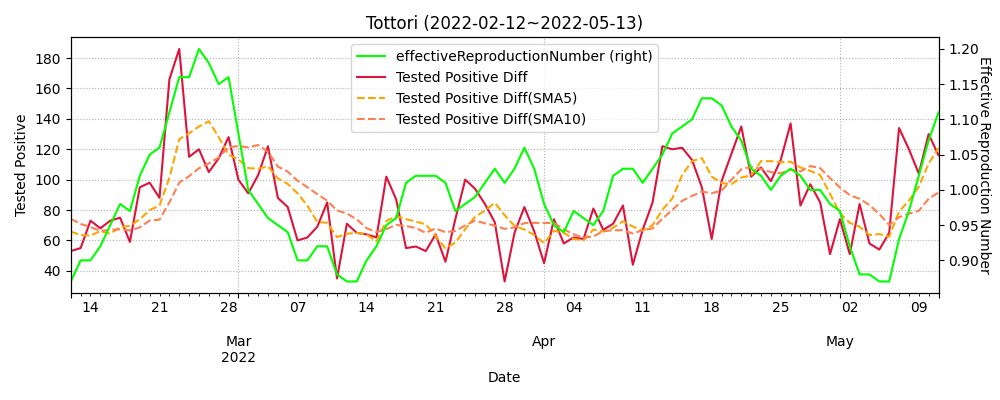 Tottori (2022-02-12~2022-05-13)
effectiveReproductionNumber (right)
Tested Positive Diff
Tested Positive Diff(SMA5)
Tested Positive Diff(SMA10)
Tested Positive
180
160
140
120
100
80
60
40
1.20
1.15
1.10
1.05
1.00
0.95
0.90
Effective Reproduction Number
14 21 28 07 14 21 28 04 11 18 25 02 09
Mar Apr May
2022
Date